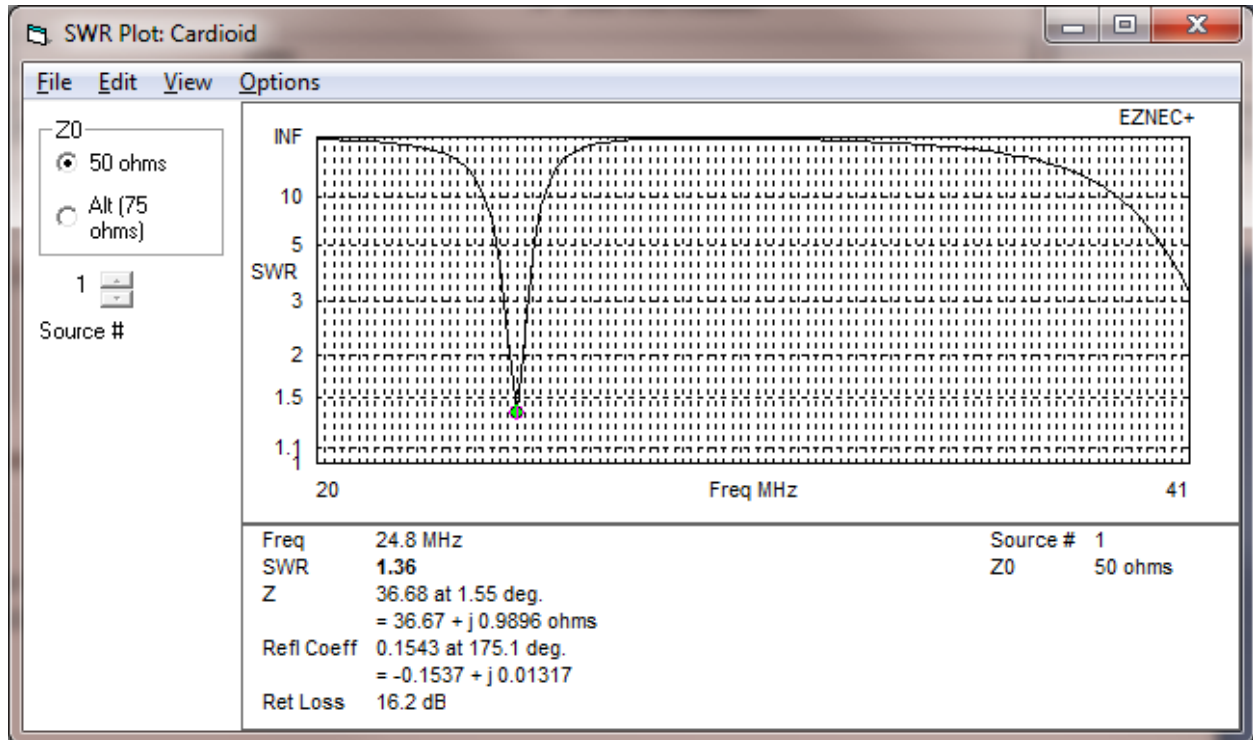 SWR Plot: Cardioid
File Edit View Options
Z0
50 ohms
Alt (75
ohms)
1
Source #
EZNEC+
INF
10
5
SWR
3
2
1.5
1.1
1
20 Freq MHz 41
Freq 24.8 MHz Source # 1
SWR 1.36 Z0 50 ohms
Z 36.68 at 1.55 deg.
= 36.67 + j 0.9896 ohms
Refl Coeff 0.1543 at 175.1 deg.
= -0.1537 + j 0.01317
Ret Loss 16.2 dB